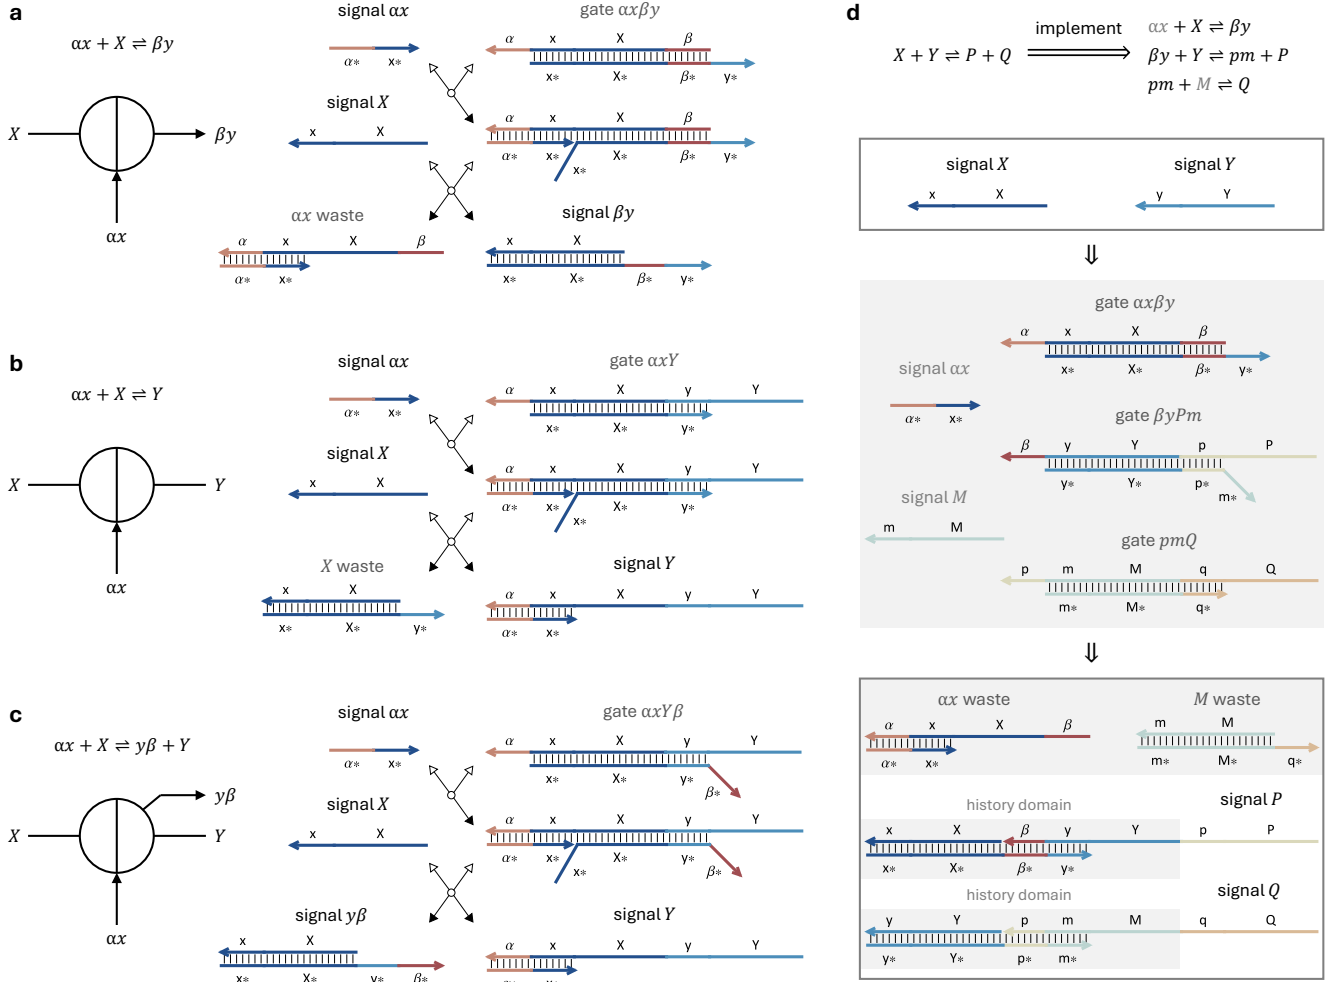 a
αx + X ⇌ βy
X
βy
αx
signal αx
α* x*
signal X
x X
αx waste
α x X β
α* x*
gate αxβy
α x X β
x* X* β* y*
α x X β
α* x* X* β* y*
x*
signal βy
x X
x* X* β* y*
b
αx + X ⇌ Y
X
Y
αx
signal αx
α* x*
signal X
x X
X waste
x X
x* X* y*
gate αxY
α x X y Y
x* X* y*
α x X y Y
α* x* X* y*
x*
signal Y
α x X y Y
α* x*
c
αx + X ⇌ yβ + Y
X
yβ
Y
αx
signal αx
α* x*
signal X
x X
signal yβ
x X
x* X* y* β*
gate αxYβ
α x X y Y
x* X* y*
β*
α x X y Y
α* x* X* y*
x*
β*
signal Y
α x X y Y
d
X + Y ⇌ P + Q
implement
αx + X ⇌ βy
βy + Y ⇌ pm + P
pm + M ⇌ Q
signal X
x X
signal Y
y Y
⇓
signal αx
α* x*
signal M
m M
gate αxβy
α x X β
x* X* β* y*
gate βyPm
β y Y p P
y* Y* p*
m*
gate pmQ
p m M q Q
m* M* q*
⇓
αx waste
α x X β
α* x*
M waste
m M
m* M* q*
history domain
signal P
x X β y Y p P
x* X* β* y*
history domain
signal Q
y Y p m M q Q
y* Y* p* m*